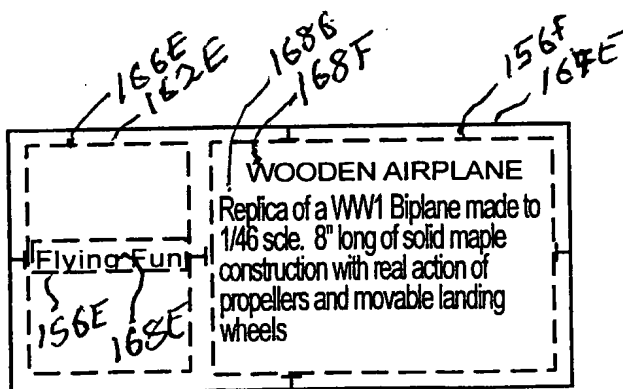 166E
162E
168G
168F
156F
164E
WOODEN AIRPLANE
Replica of a WW1 Biplane made to
1/46 scle. 8" long of solid maple
construction with real action of
propellers and movable landing
wheels
Flying Fun
156E
168E